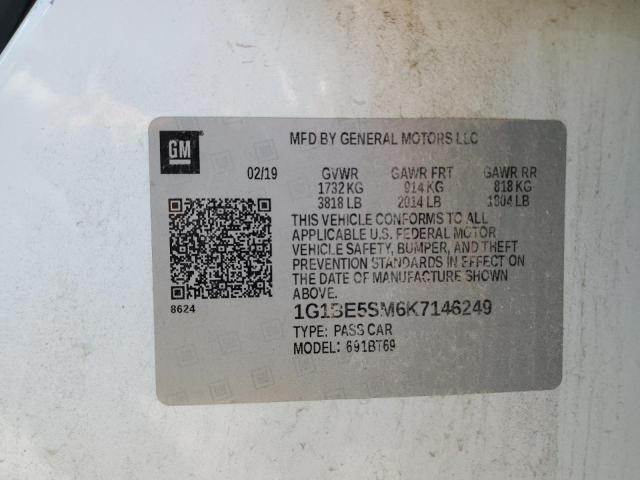 GM
MFD BY GENERAL MOTORS LLC
02/19 GVWR GAWR FRT GAWR RR
1732 KG 914 KG 818 KG
3818 LB 2014 LB 1804 LB
THIS VEHICLE CONFORMS TO ALL
APPLICABLE U.S. FEDERAL MOTOR
VEHICLE SAFETY, BUMPER, AND THEFT
PREVENTION STANDARDS IN EFFECT ON
THE DATE OF MANUFACTURE SHOWN
ABOVE.
8624
1G1BE5SM6K7146249
TYPE: PASS CAR
MODEL: 691BT69